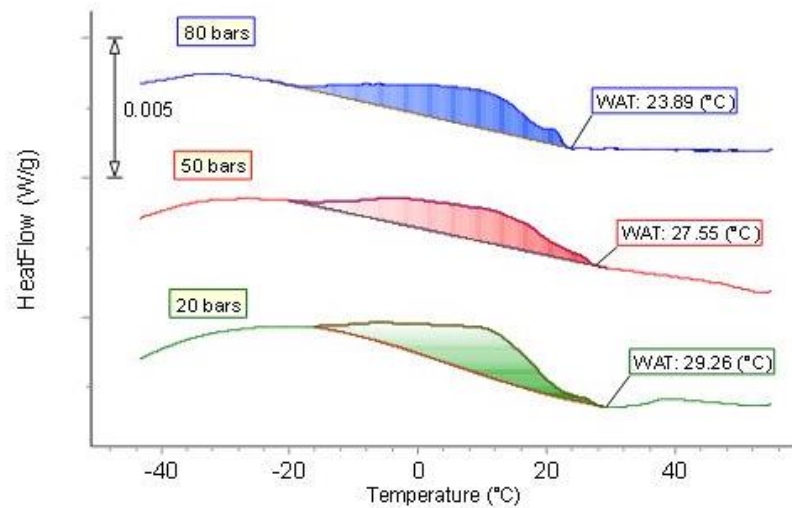 80 bars
0.005
WAT: 23.89 (°C)
50 bars
WAT: 27.55 (°C)
20 bars
WAT: 29.26 (°C)
HeatFlow (W/g)
-40 -20 0 20 40
Temperature (°C)